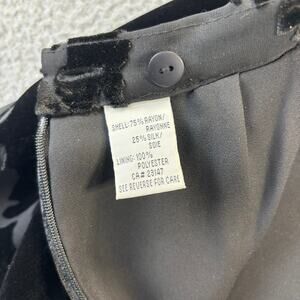 SHELL:75% RAYON/
RAYONNE
25% SILK/
SOIE
LINING:100%
POLYESTER
CA# 23147
SEE REVERSE FOR CARE